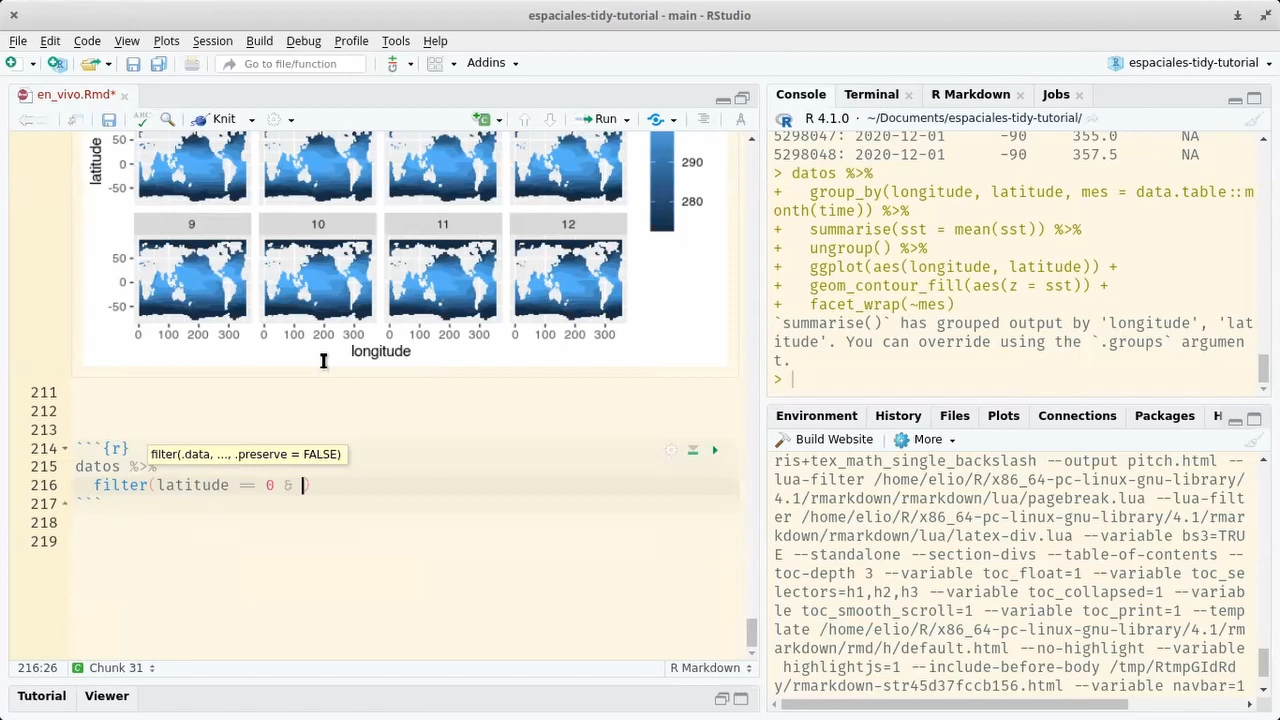 espaciales-tidy-tutorial - main - RStudio
File Edit Code View Plots Session Build Debug Profile Tools Help
Go to file/function
Addins
espaciales-tidy-tutorial
en_vivo.Rmd*
Knit
Run
latitude
50
0
-50
290
280
9 10 11 12
50
0
-50
0 100 200 300 0 100 200 300 0 100 200 300 0 100 200 300
longitude
211
212
213
214 ```{r}
filter(.data, ..., .preserve = FALSE)
215 datos %>%
216 filter(latitude == 0 & )
217 ```
218
219
216:26 Chunk 31 R Markdown
Tutorial Viewer
Console Terminal R Markdown Jobs
R 4.1.0 · ~/Documents/espaciales-tidy-tutorial/
5298047: 2020-12-01 -90 355.0 NA
5298048: 2020-12-01 -90 357.5 NA
> datos %>%
+ group_by(longitude, latitude, mes = data.table::m
onth(time)) %>%
+ summarise(sst = mean(sst)) %>%
+ ungroup() %>%
+ ggplot(aes(longitude, latitude)) +
+ geom_contour_fill(aes(z = sst)) +
+ facet_wrap(~mes)
`summarise()` has grouped output by 'longitude', 'lat
itude'. You can override using the `.groups` argumen
t.
>
Environment History Files Plots Connections Packages H
Build Website More
ris+tex_math_single_backslash --output pitch.html --
lua-filter /home/elio/R/x86_64-pc-linux-gnu-library/
4.1/rmarkdown/rmarkdown/lua/pagebreak.lua --lua-filt
er /home/elio/R/x86_64-pc-linux-gnu-library/4.1/rmar
kdown/rmarkdown/lua/latex-div.lua --variable bs3=TRU
E --standalone --section-divs --table-of-contents --
toc-depth 3 --variable toc_float=1 --variable toc_se
lectors=h1,h2,h3 --variable toc_collapsed=1 --variab
le toc_smooth_scroll=1 --variable toc_print=1 --temp
late /home/elio/R/x86_64-pc-linux-gnu-library/4.1/rm
arkdown/rmd/h/default.html --no-highlight --variable
highlightjs=1 --include-before-body /tmp/RtmpGIdRd
y/rmarkdown-str45d37fccb156.html --variable navbar=1